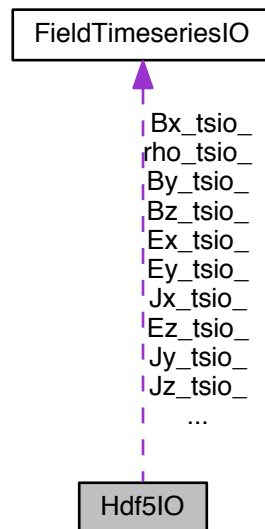 FieldTimeseriesIO
Bx_tsio_
rho_tsio_
By_tsio_
Bz_tsio_
Ex_tsio_
Ey_tsio_
Jx_tsio_
Ez_tsio_
Jy_tsio_
Jz_tsio_
...
Hdf5IO